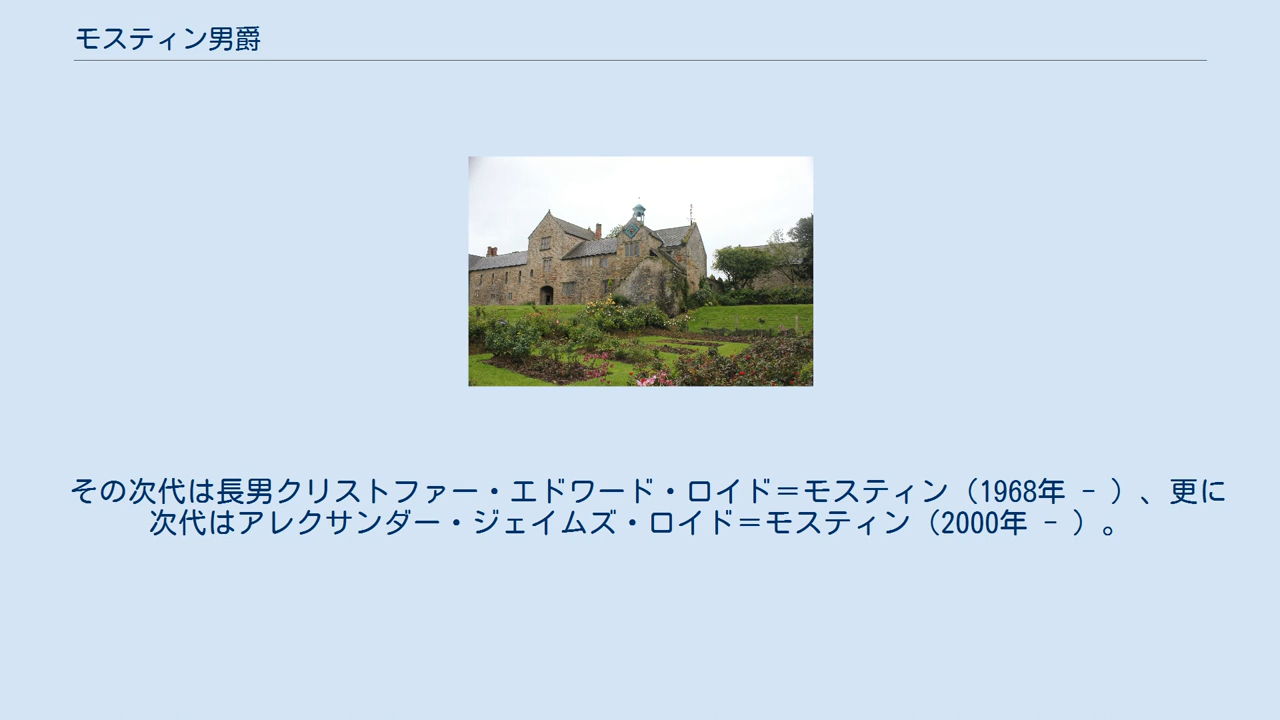 モスティン男爵
その次代は長男クリストファー・エドワード・ロイド＝モスティン（1968年 - ）、更に
次代はアレクサンダー・ジェイムズ・ロイド＝モスティン（2000年 - ）。